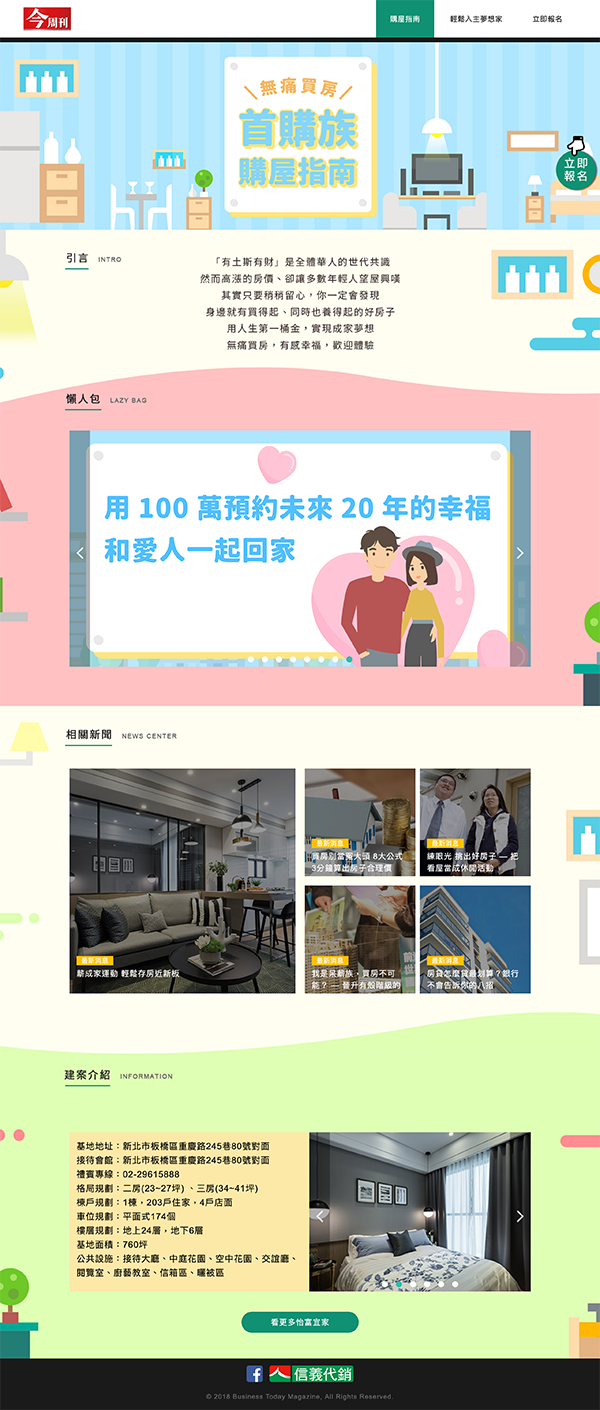 今周刊
購屋指南
輕鬆入主夢想家
立即報名
\無痛買房/
首購族
購屋指南
立即
報名
引言 INTRO
「有土斯有財」是全體華人的世代共識
然而高漲的房價、卻讓多數年輕人望屋興嘆
其實只要稍稍留心，你一定會發現
身邊就有買得起、同時也養得起的好房子
用人生第一桶金，實現成家夢想
無痛買房，有感幸福，歡迎體驗
懶人包 LAZY BAG
用 100 萬預約未來 20 年的幸福
和愛人一起回家
相關新聞 NEWS CENTER
最新消息
薪成家運動 輕鬆存房近新板
最新消息
買房別當冤大頭 8大公式
3分鐘算出房子合理價
最新消息
練眼光 挑出好房子 — 把
看屋當成休閒活動
最新消息
我是採薪族，買房不可
能？ — 晉升有殼階級的
最新消息
房貸怎麼貸最划算？銀行
不會告訴你的八招
建案介紹 INFORMATION
基地地址：新北市板橋區重慶路245巷80號對面
接待會館：新北市板橋區重慶路245巷80號對面
禮賓專線：02-29615888
格局規劃：二房(23~27坪) 、三房(34~41坪)
棟戶規劃：1棟，203戶住家，4戶店面
車位規劃：平面式174個
樓層規劃：地上24層，地下6層
基地面積：760坪
公共設施：接待大廳、中庭花園、空中花園、交誼廳、
閱覽室、廚藝教室、信箱區、曬被區
看更多怡富宜家
信義代銷
© 2018 Business Today Magazine, All Rights Reserved.